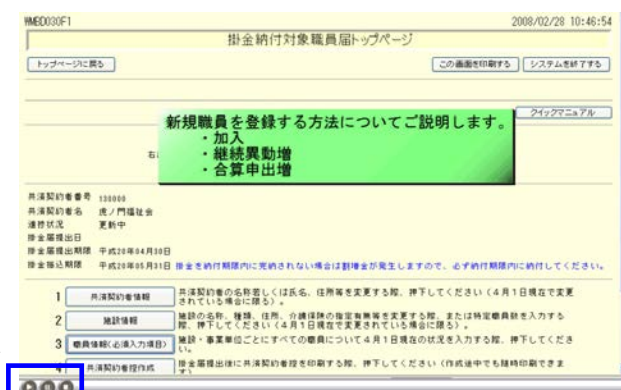 WMED030F1
2008/02/28 10:46:54
掛金納付対象職員届トップページ
トップページに戻る
この画面を印刷する
システムを終了する
クイックマニュアル
新規職員を登録する方法についてご説明します。
・加入
・継続異動増
・合算申出増
右
共済契約者番号 130000
共済契約者名 虎ノ門福祉会
進捗状況 更新中
掛金届提出日
掛金届提出期限 平成20年04月30日
掛金振込期限 平成20年05月31日 掛金を納付期限内に完納されない場合は割増金が発生しますので、必ず納付期限内に納付してください。
1 共済契約者情報 共済契約者の名称若しくは氏名、住所等を変更する際、押下してください(4月1日現在で変更
されている場合に限る)。
2 施設情報 施設の名称、種類、住所、介護保険の指定有無等を変更する際、または特定職員数を入力する
際、押下してください(4月1日現在で変更されている場合に限る)。
3 職員情報(必須入力項目) 施設・事業単位ごとにすべての職員について4月1日現在の状況を入力する際、押下してくださ
い。
4 共済契約者控作成 掛金届提出後に共済契約者控を印刷する際、押下してください(作成途中でも随時印刷できま
す)